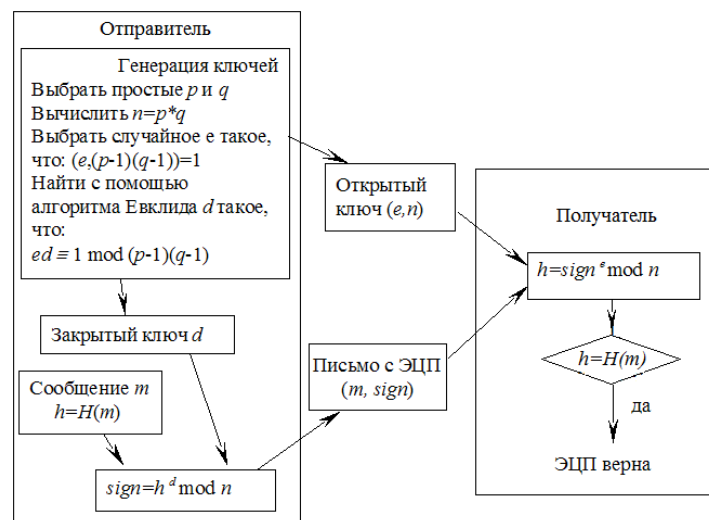 Отправитель
Генерация ключей
Выбрать простые p и q
Вычислить n=p*q
Выбрать случайное e такое,
что: (e,(p-1)(q-1))=1
Найти с помощью
алгоритма Евклида d такое,
что:
ed ≡ 1 mod (p-1)(q-1)
Закрытый ключ d
Сообщение m
h=H(m)
sign=h^d mod n
Открытый
ключ (e,n)
Письмо с ЭЦП
(m, sign)
Получатель
h=sign^e mod n
h=H(m)
да
ЭЦП верна